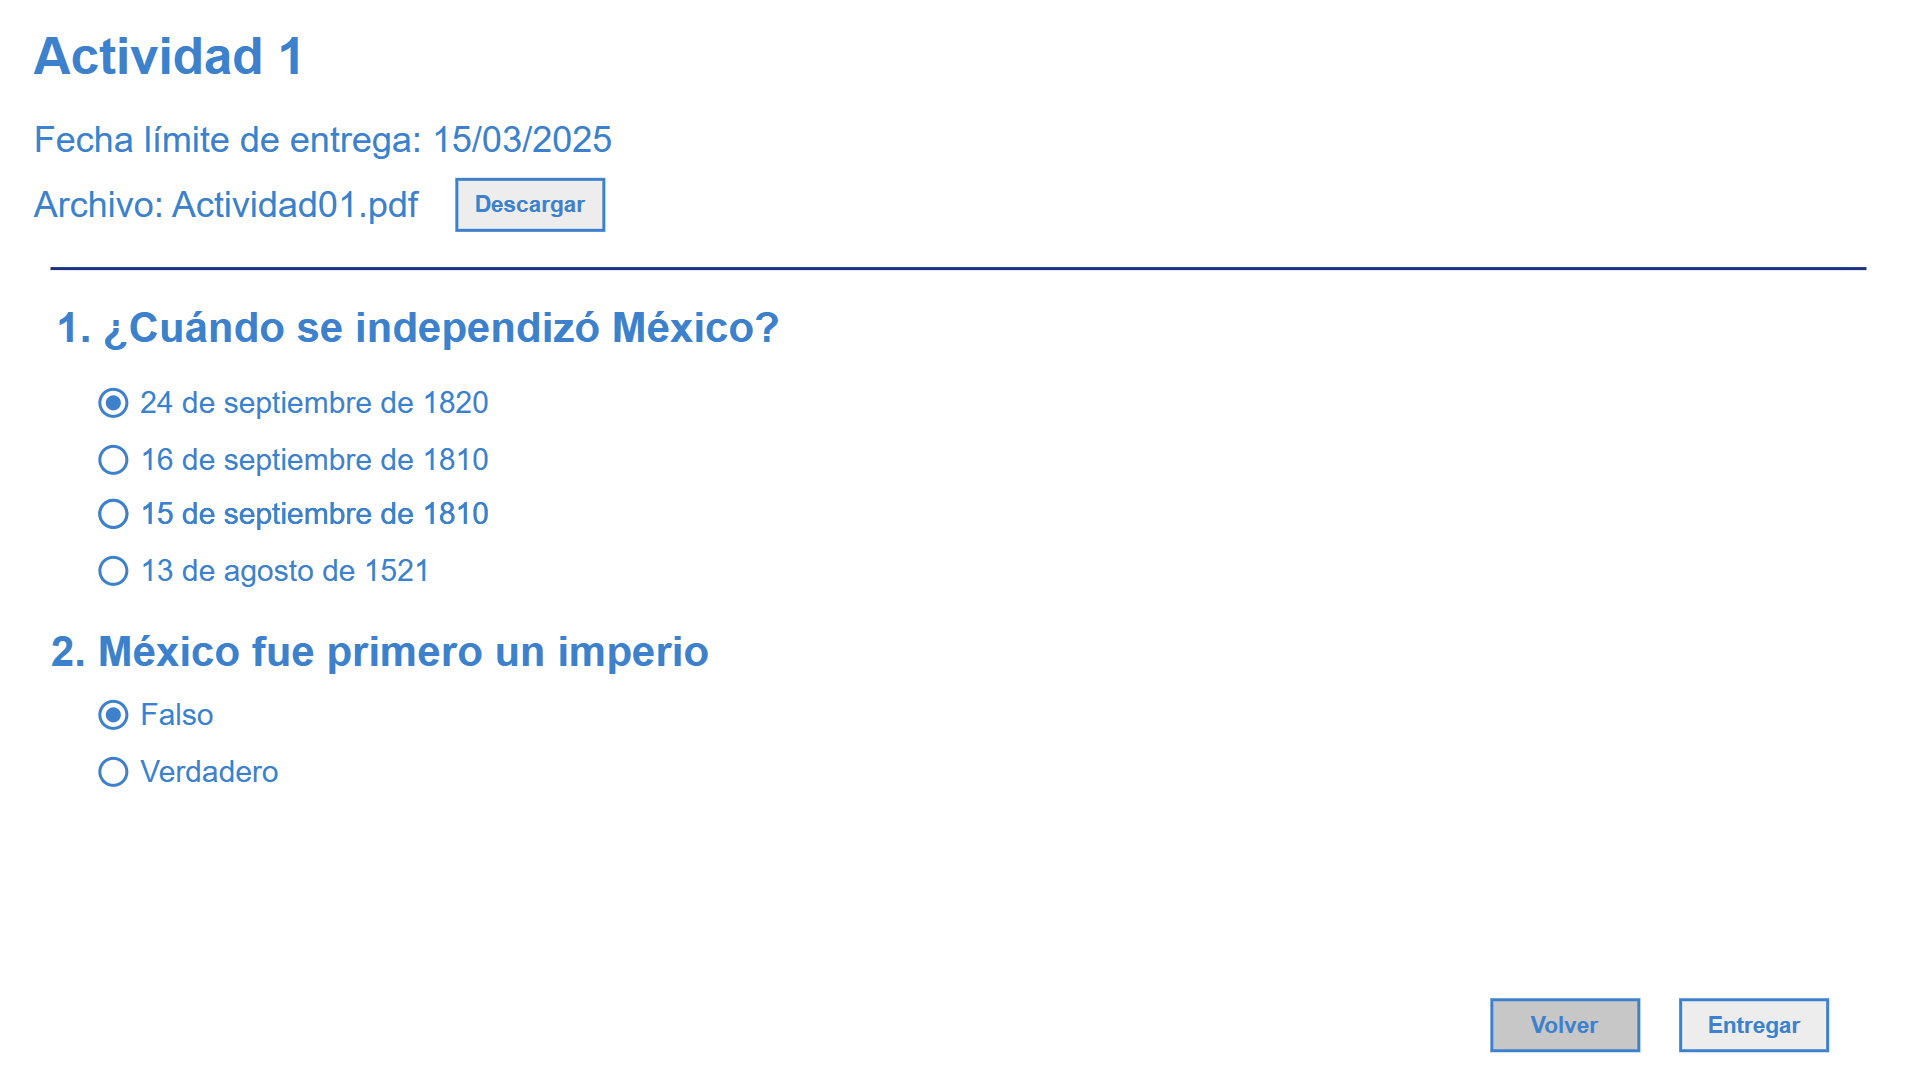 Actividad 1
Fecha límite de entrega: 15/03/2025
Archivo: Actividad01.pdf Descargar
1. ¿Cuándo se independizó México?
24 de septiembre de 1820
16 de septiembre de 1810
15 de septiembre de 1810
13 de agosto de 1521
2. México fue primero un imperio
Falso
Verdadero
Volver Entregar